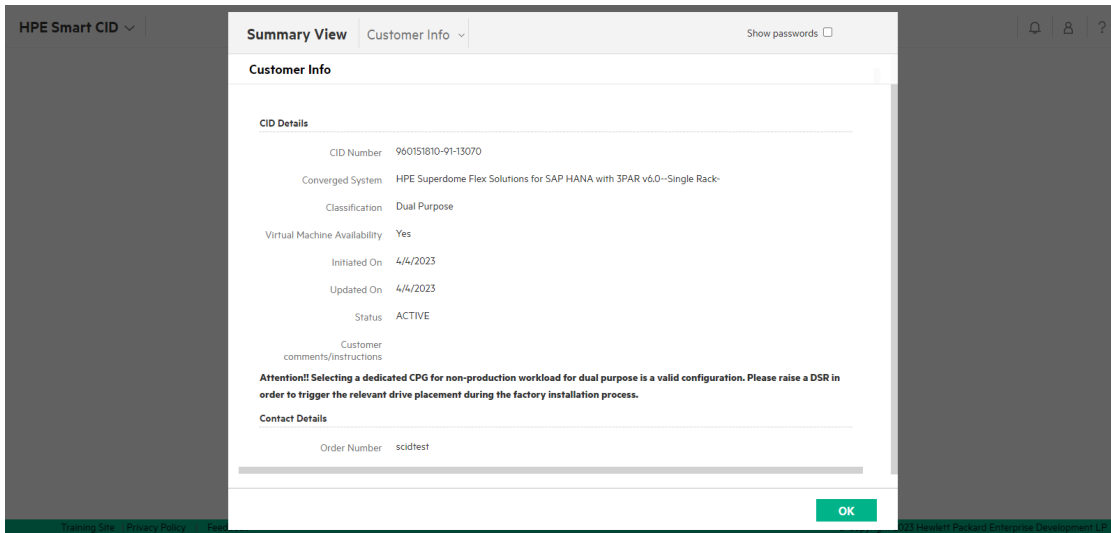 HPE Smart CID
Summary View Customer Info Show passwords
?
Customer Info
CID Details
CID Number 960151810-91-13070
Converged System HPE Superdome Flex Solutions for SAP HANA with 3PAR v6.0--Single Rack-
Classification Dual Purpose
Virtual Machine Availability Yes
Initiated On 4/4/2023
Updated On 4/4/2023
Status ACTIVE
Customer
comments/instructions
Attention!! Selecting a dedicated CPG for non-production workload for dual purpose is a valid configuration. Please raise a DSR in
order to trigger the relevant drive placement during the factory installation process.
Contact Details
Order Number scidtest
OK
Training Site Privacy Policy Feed 023 Hewlett Packard Enterprise Development LP